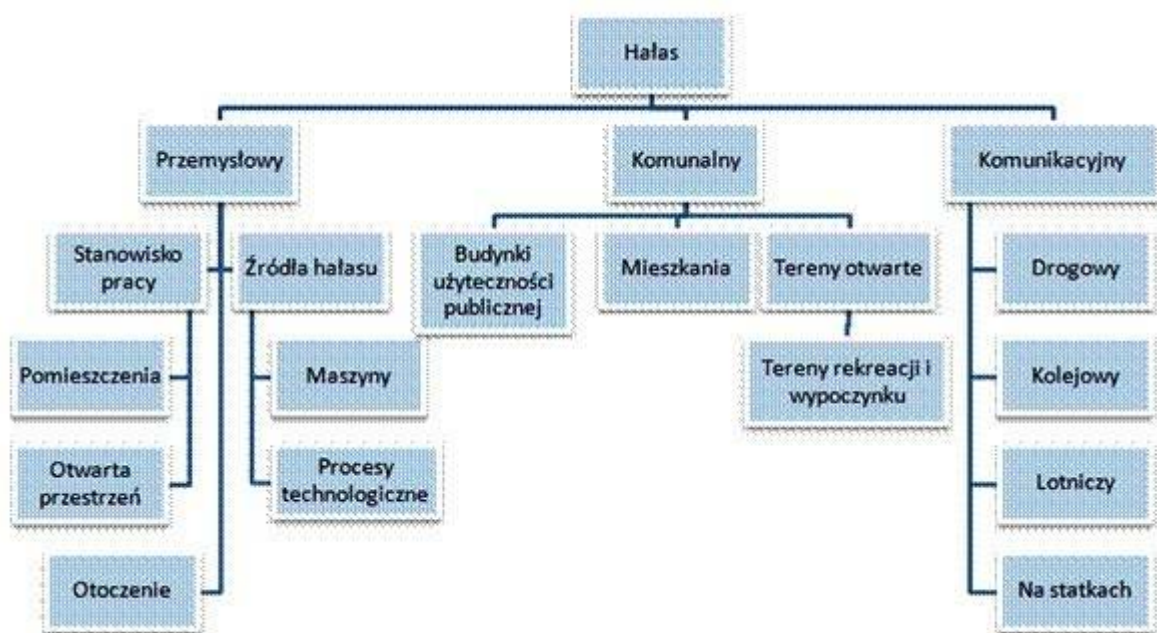 Hałas
Przemysłowy
Komunalny
Komunikacyjny
Stanowisko
pracy
Źródła hałasu
Budynki
użyteczności
publicznej
Mieszkania
Tereny otwarte
Drogowy
Pomieszczenia
Maszyny
Tereny rekreacji i
wypoczynku
Kolejowy
Otwarta
przestrzeń
Procesy
technologiczne
Lotniczy
Otoczenie
Na statkach